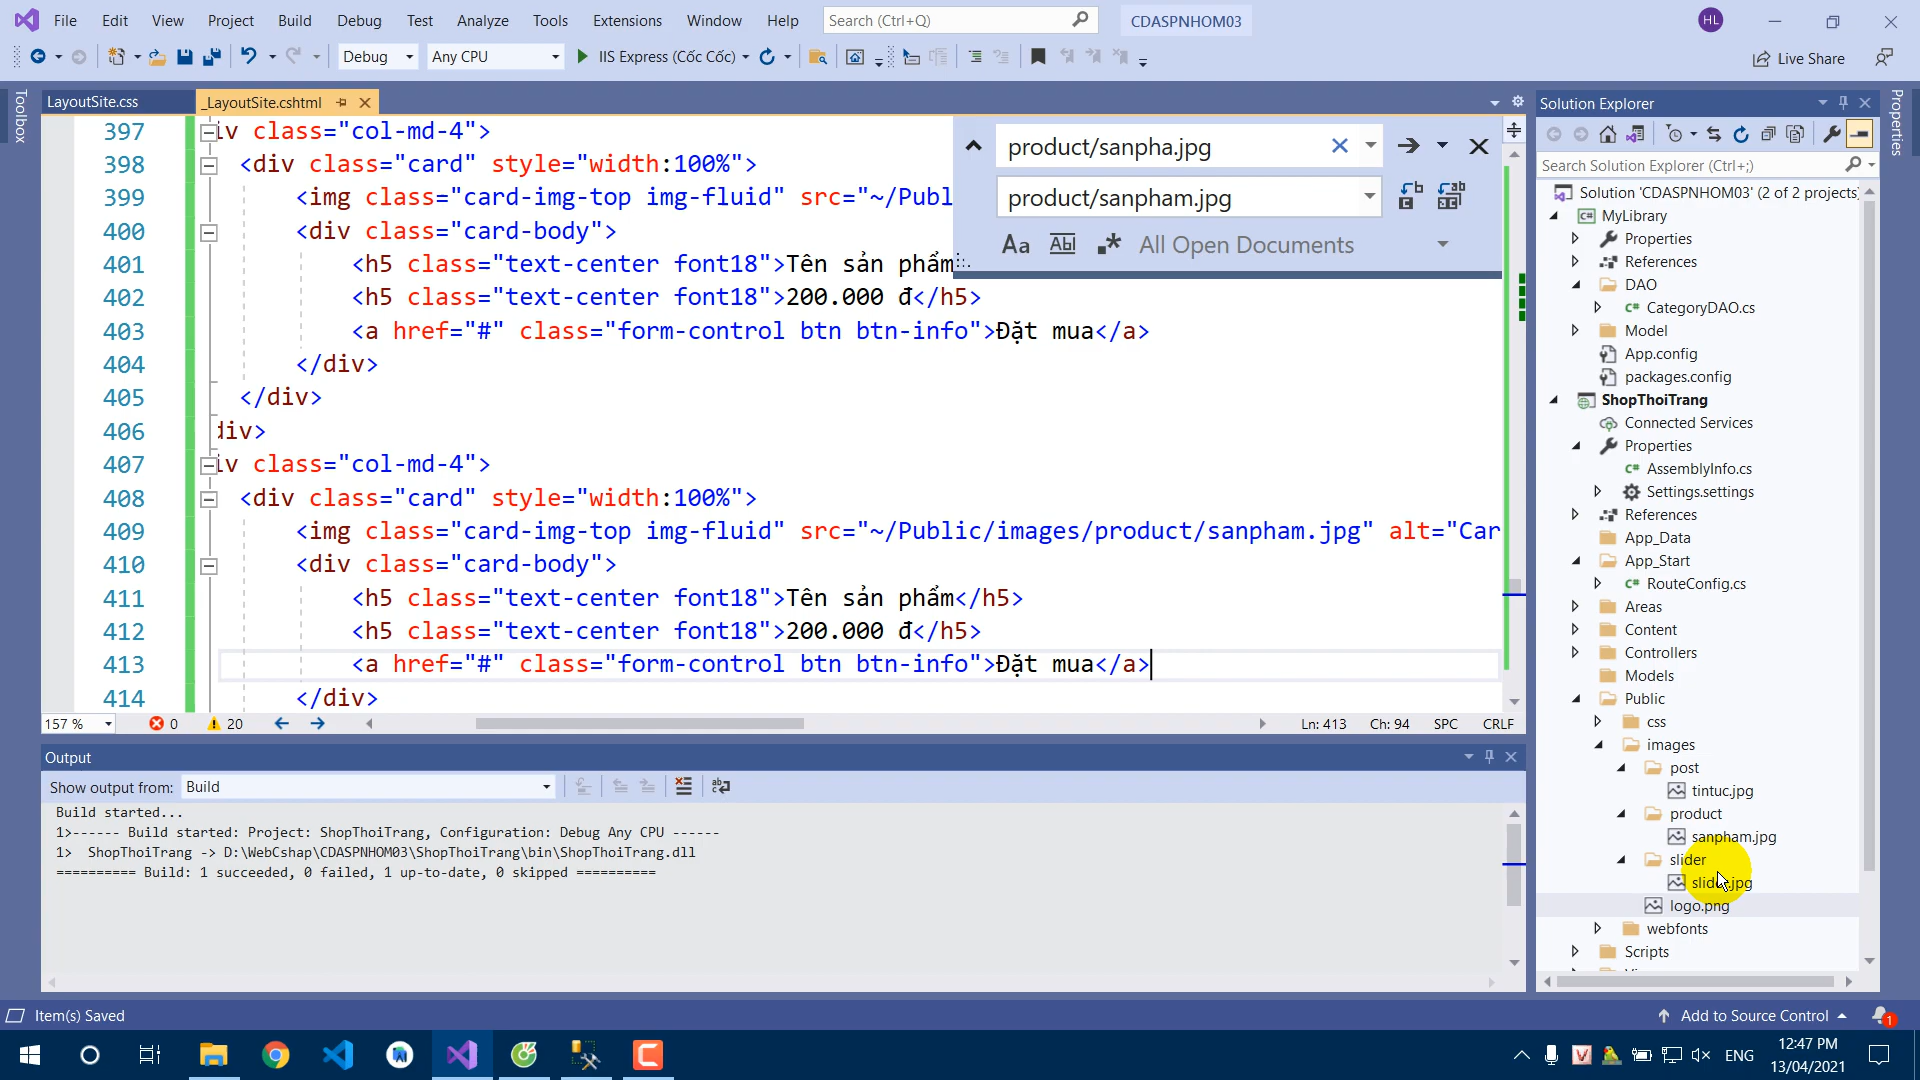 File Edit View Project Build Debug Test Analyze Tools Extensions Window Help Search (Ctrl+Q) CDASPNHOM03 HL
Debug Any CPU IIS Express (Cốc Cốc) Live Share
Toolbox
LayoutSite.css _LayoutSite.cshtml
397 iv class="col-md-4">
398 <div class="card" style="width:100%">
399 <img class="card-img-top img-fluid" src="~/Publ
400 <div class="card-body">
401 <h5 class="text-center font18">Tên sản phẩm
402 <h5 class="text-center font18">200.000 đ</h5>
403 <a href="#" class="form-control btn btn-info">Đặt mua</a>
404 </div>
405 </div>
406 div>
407 iv class="col-md-4">
408 <div class="card" style="width:100%">
409 <img class="card-img-top img-fluid" src="~/Public/images/product/sanpham.jpg" alt="Car
410 <div class="card-body">
411 <h5 class="text-center font18">Tên sản phẩm</h5>
412 <h5 class="text-center font18">200.000 đ</h5>
413 <a href="#" class="form-control btn btn-info">Đặt mua</a>
414 </div>
product/sanpha.jpg
product/sanpham.jpg
Aa Abl .* All Open Documents
157 % 0 20 Ln: 413 Ch: 94 SPC CRLF
Output
Show output from: Build
Build started...
1>------ Build started: Project: ShopThoiTrang, Configuration: Debug Any CPU ------
1> ShopThoiTrang -> D:\WebCshap\CDASPNHOM03\ShopThoiTrang\bin\ShopThoiTrang.dll
========== Build: 1 succeeded, 0 failed, 1 up-to-date, 0 skipped ==========
Solution Explorer
Search Solution Explorer (Ctrl+;)
Solution 'CDASPNHOM03' (2 of 2 projects)
MyLibrary
Properties
References
DAO
CategoryDAO.cs
Model
App.config
packages.config
ShopThoiTrang
Connected Services
Properties
AssemblyInfo.cs
Settings.settings
References
App_Data
App_Start
RouteConfig.cs
Areas
Content
Controllers
Models
Public
css
images
post
tintuc.jpg
product
sanpham.jpg
slider
logo.png
webfonts
Scripts
Properties
Item(s) Saved Add to Source Control 1
ENG 12:47 PM
13/04/2021